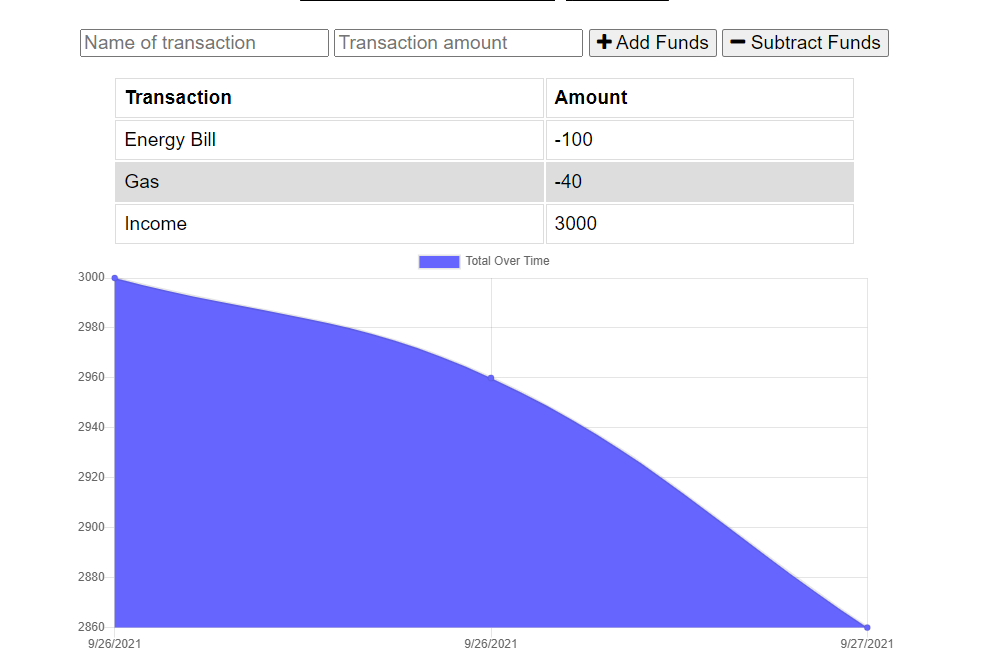 Name of transaction Transaction amount Add Funds Subtract Funds
Transaction Amount
Energy Bill -100
Gas -40
Income 3000
Total Over Time
3000
2980
2960
2940
2920
2900
2880
2860
9/26/2021 9/26/2021 9/27/2021